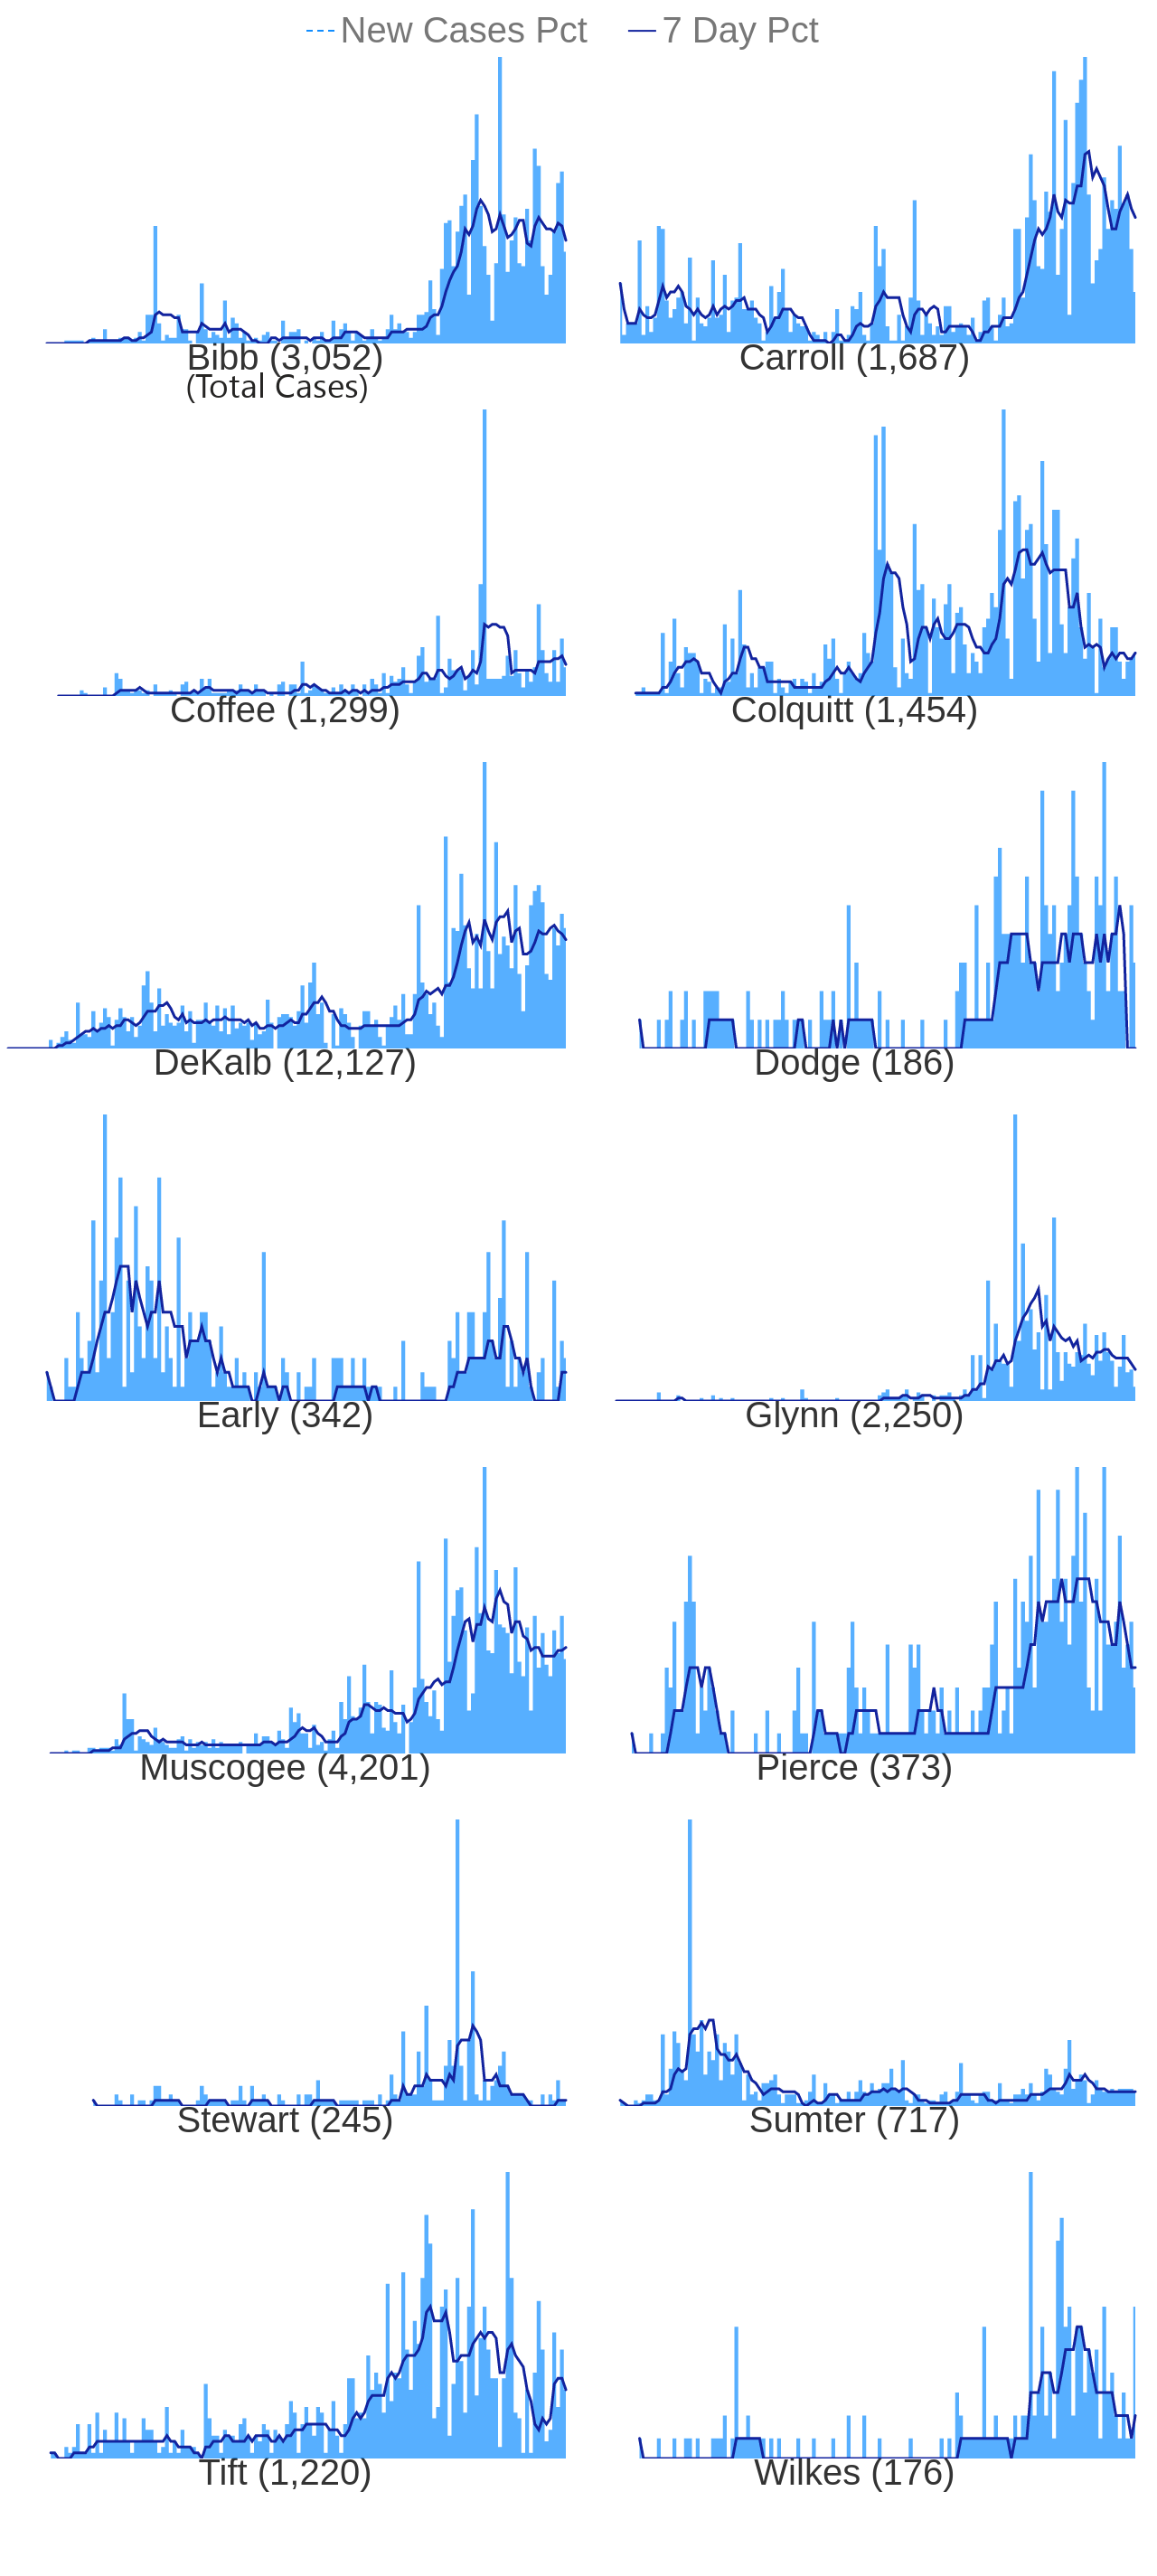 New Cases Pct 7 Day Pct
Bibb (3,052) Carroll (1,687)
(Total Cases)
Coffee (1,299) Colquitt (1,454)
DeKalb (12,127) Dodge (186)
Early (342) Glynn (2,250)
Muscogee (4,201) Pierce (373)
Stewart (245) Sumter (717)
Tift (1,220) Wilkes (176)